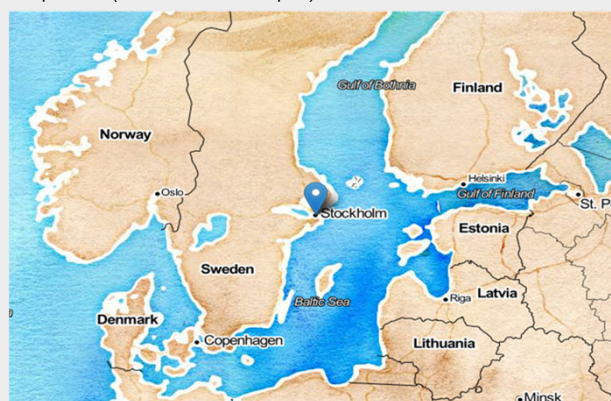 Gulf of Bothnia
Finland
Norway
Oslo
Helsinki
Gulf of Finland
St. P
Stockholm
Estonia
Sweden
Baltic Sea
Riga
Latvia
Denmark
Copenhagen
Lithuania
Minsk